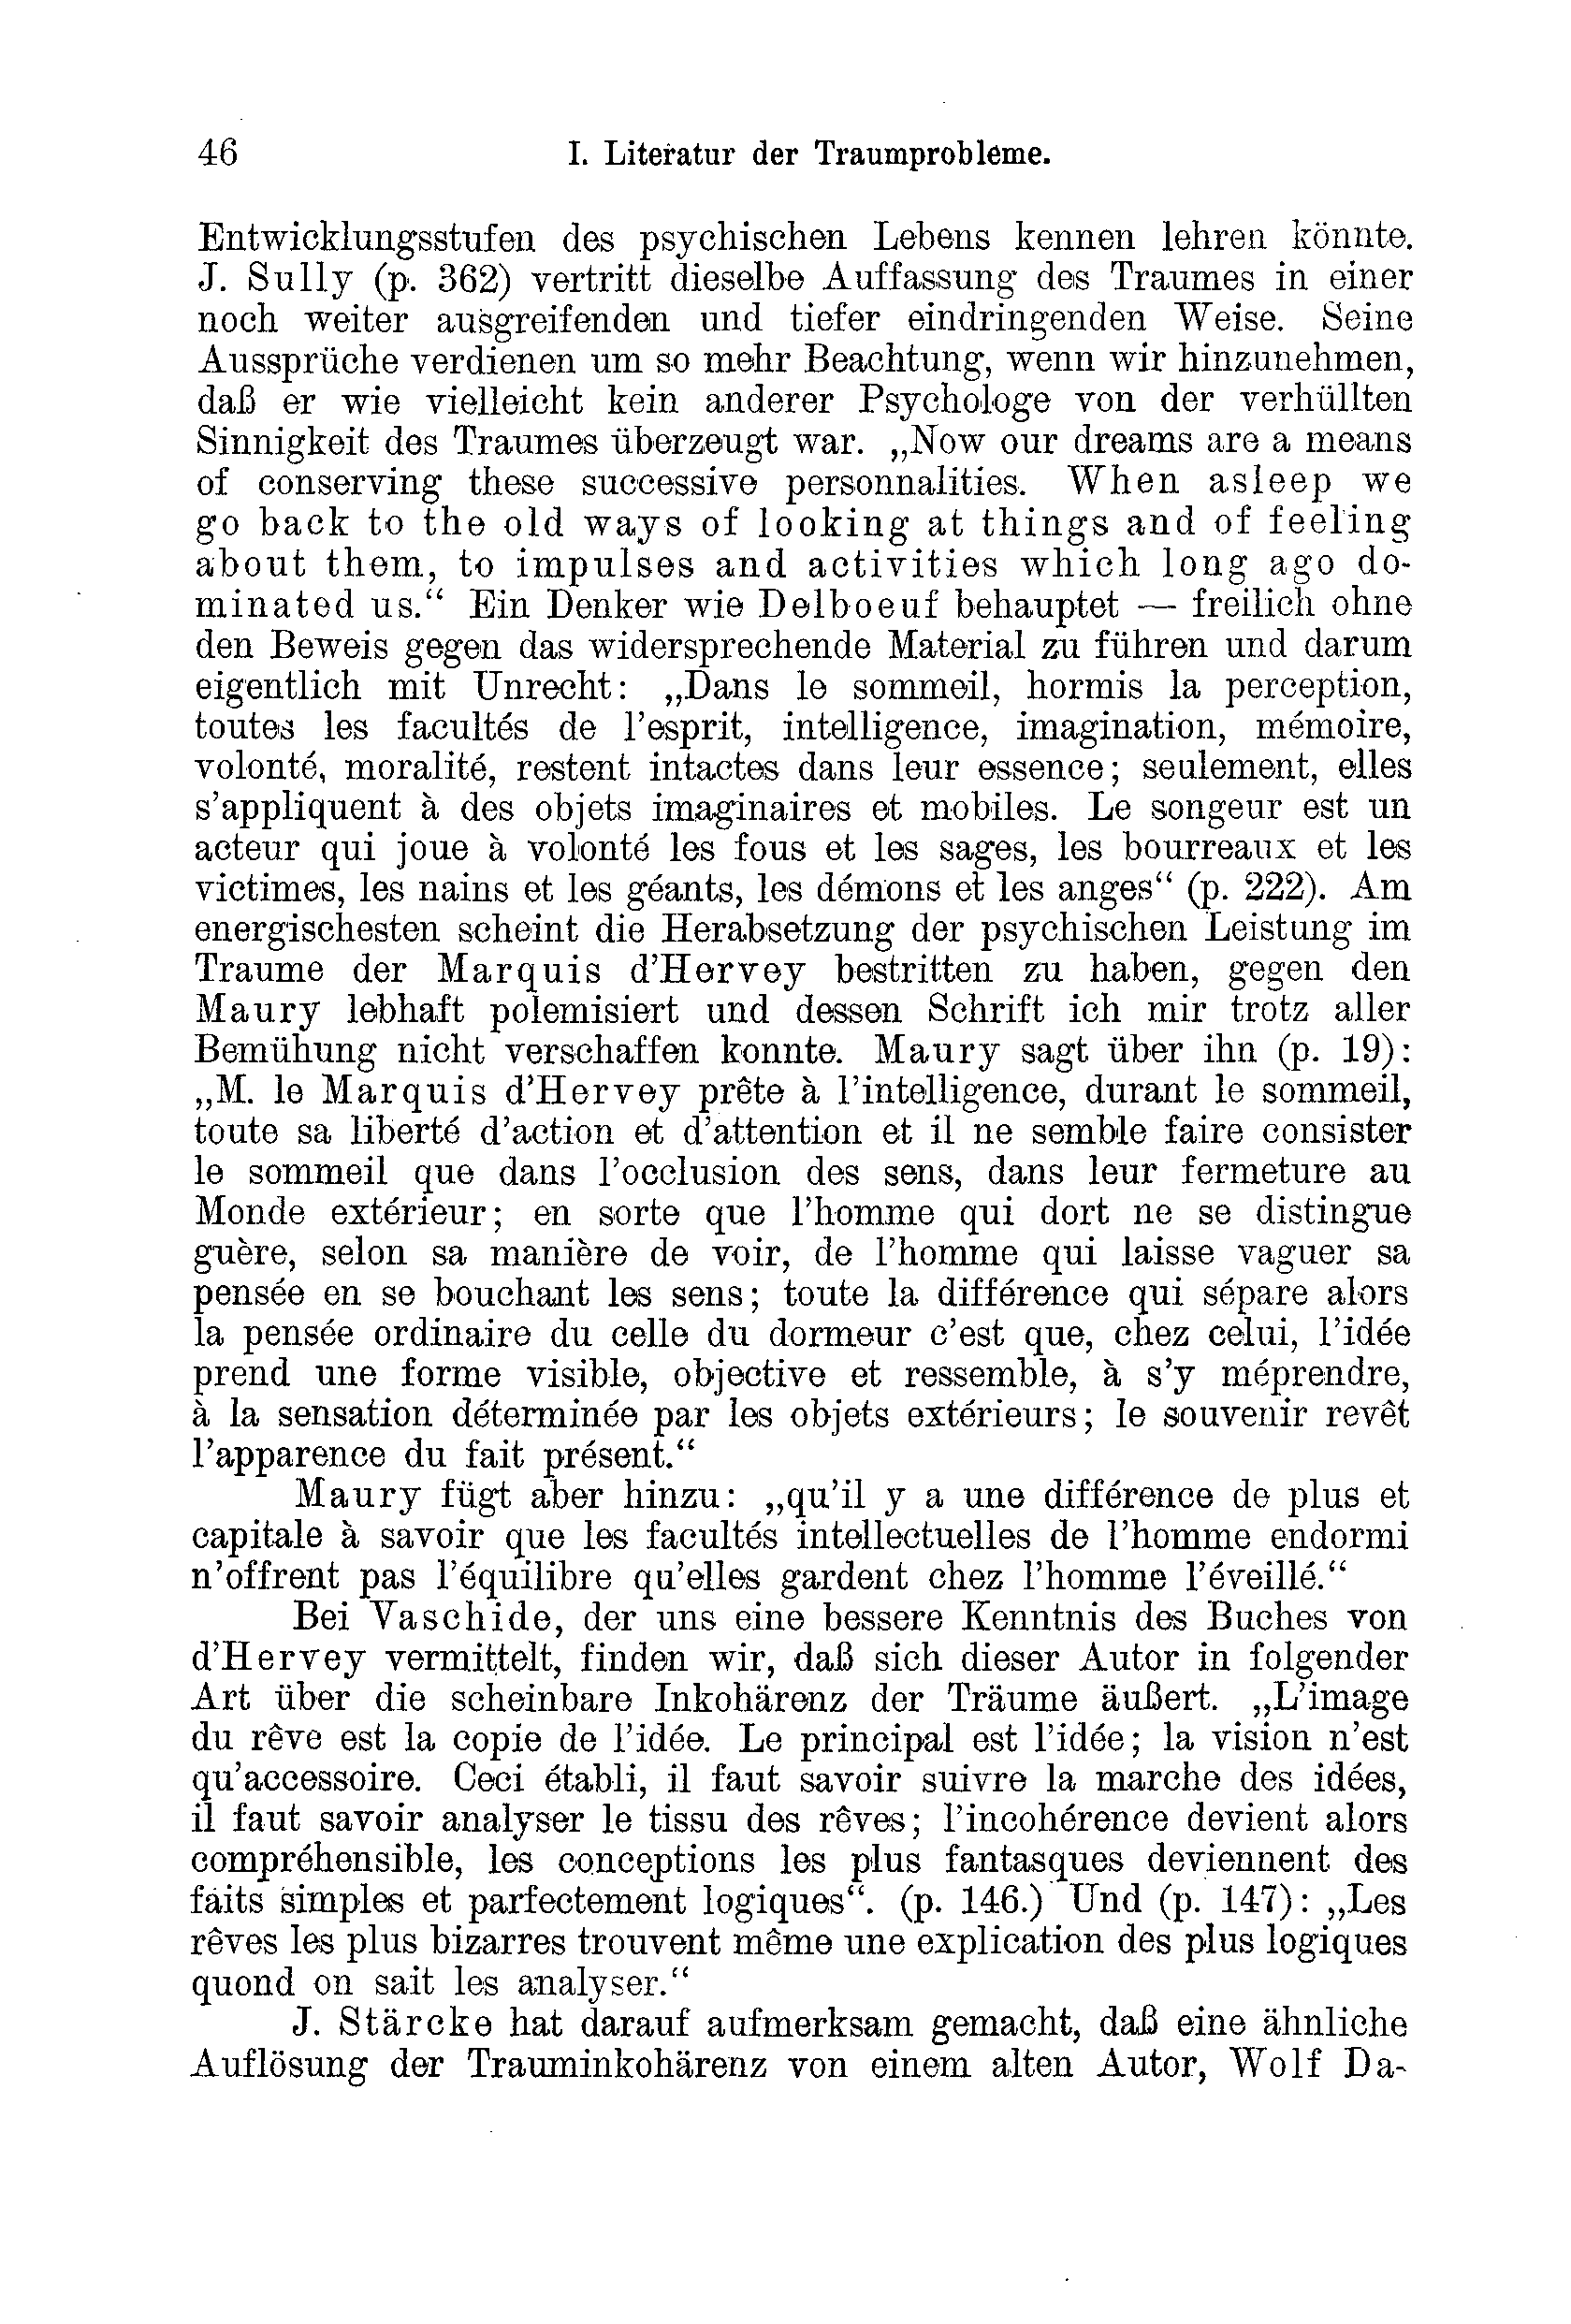 46 I. Literatur der Traumprobleme.
Entwicklungsstufen des psychischen Lebens kennen lehren könnte.
J. Sully (p. 362) vertritt dieselbe Auffassung des Traumes in einer
noch weiter ausgreifenden und tiefer eindringenden Weise. Seine
Aussprüche verdienen um so mehr Beachtung, wenn wir hinzunehmen,
daß er wie vielleicht kein anderer Psychologe von der verhüllten
Sinnigkeit des Traumes überzeugt war. „Now our dreams are a means
of conserving these successive personnalities. When asleep we
go back to the old ways of looking at things and of feeling
about them, to impulses and activities which long ago do-
minated us.“ Ein Denker wie Delboeuf behauptet — freilich ohne
den Beweis gegen das widersprechende Material zu führen und darum
eigentlich mit Unrecht: „Dans le sommeil, hormis la perception,
toutes les facultés de l'esprit, intelligence, imagination, mémoire,
volonté, moralité, restent intactes dans leur essence; seulement, elles
s'appliquent à des objets imaginaires et mobiles. Le songeur est un
acteur qui joue à volonté les fous et les sages, les bourreaux et les
victimes, les nains et les géants, les démons et les anges“ (p. 222). Am
energischesten scheint die Herabsetzung der psychischen Leistung im
Traume der Marquis d'Hervey bestritten zu haben, gegen den
Maury lebhaft polemisiert und dessen Schrift ich mir trotz aller
Bemühung nicht verschaffen konnte. Maury sagt über ihn (p. 19):
„M. le Marquis d'Hervey prête à l'intelligence, durant le sommeil,
toute sa liberté d'action et d'attention et il ne semble faire consister
le sommeil que dans l'occlusion des sens, dans leur fermeture au
Monde extérieur; en sorte que l'homme qui dort ne se distingue
guère, selon sa manière de voir, de l'homme qui laisse vaguer sa
pensée en se bouchant les sens; toute la différence qui sépare alors
la pensée ordinaire du celle du dormeur c'est que, chez celui, l'idée
prend une forme visible, objective et ressemble, à s'y méprendre,
à la sensation déterminée par les objets extérieurs; le souvenir revêt
l'apparence du fait présent.“
Maury fügt aber hinzu: „qu'il y a une différence de plus et
capitale à savoir que les facultés intellectuelles de l'homme endormi
n'offrent pas l'équilibre qu'elles gardent chez l'homme l'éveillé.“
Bei Vaschide, der uns eine bessere Kenntnis des Buches von
d'Hervey vermittelt, finden wir, daß sich dieser Autor in folgender
Art über die scheinbare Inkohärenz der Träume äußert. „L'image
du rêve est la copie de l'idée. Le principal est l'idée; la vision n'est
qu'accessoire. Ceci établi, il faut savoir suivre la marche des idées,
il faut savoir analyser le tissu des rêves; l'incohérence devient alors
compréhensible, les conceptions les plus fantasques deviennent des
faits simples et parfectement logiques“. (p. 146.) Und (p. 147): „Les
rêves les plus bizarres trouvent même une explication des plus logiques
quond on sait les analyser.“
J. Stärcke hat darauf aufmerksam gemacht, daß eine ähnliche
Auflösung der Trauminkohärenz von einem alten Autor, Wolf Da-